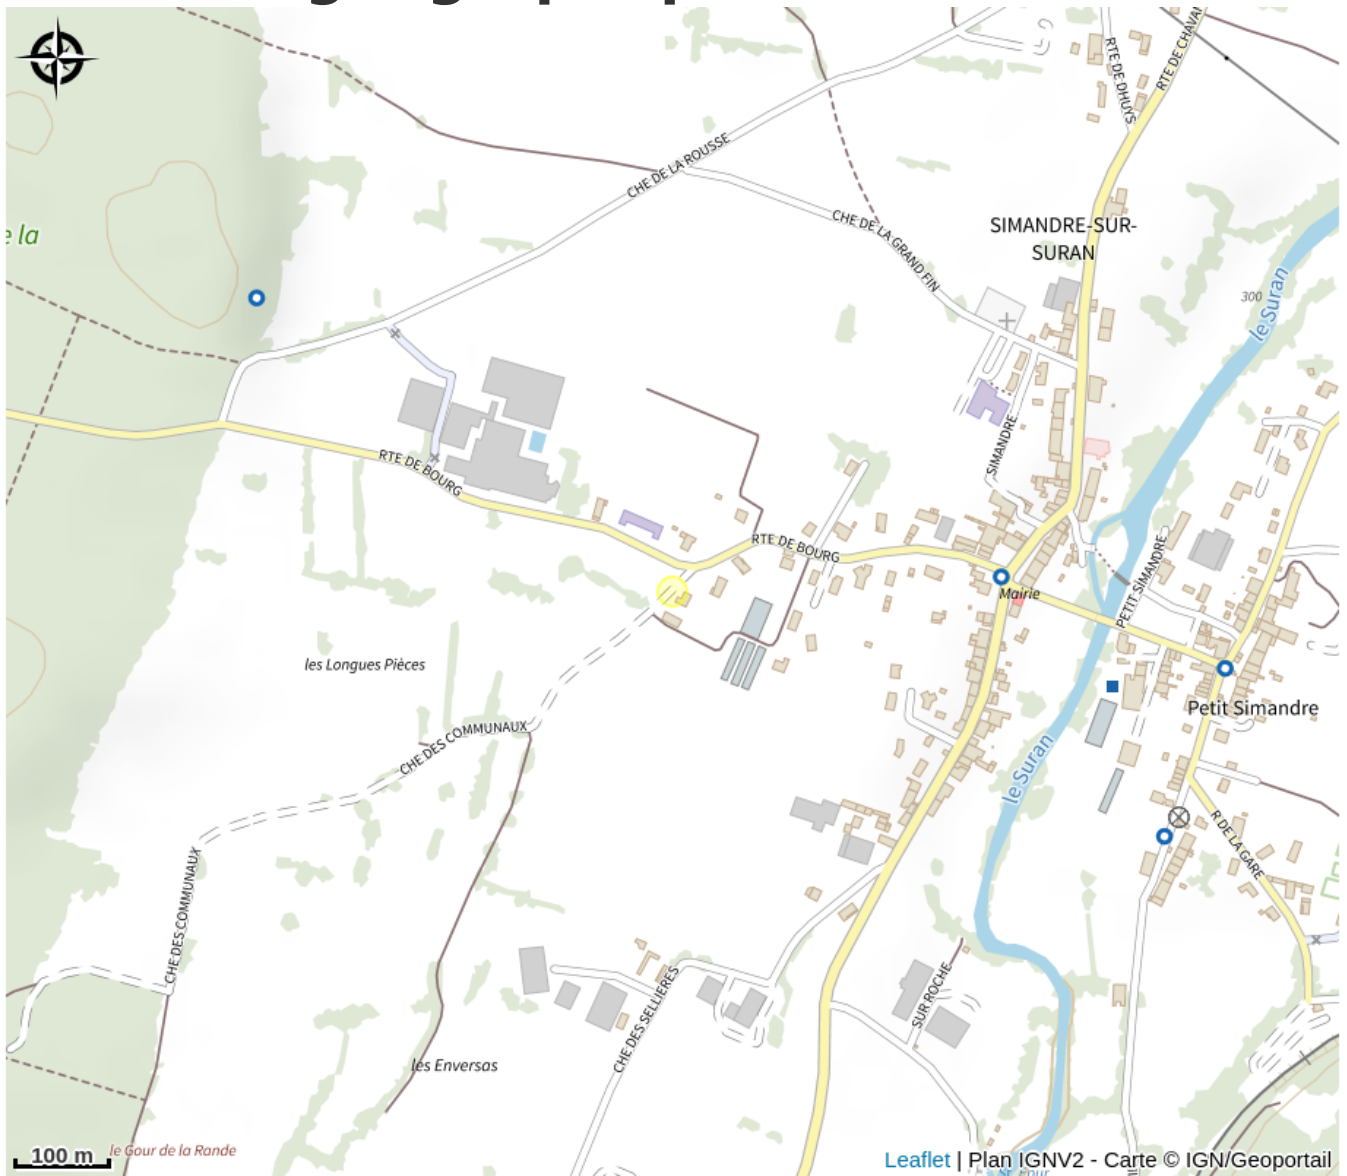 RTE DE DHUYS
CHE DE LA ROUSSE
CHE DE LA GRAND FIN
SIMANDRE-SUR-
SURAN
e la
300
le Suran
SIMANDRE
RTE DE BOURG
RTE DE BOURG
PETIT SIMANDRE
Mairie
les Longues Pièces
Petit Simandre
CHE DES COMMUNAUX
le Suran
R DE LA GARE
CHE DES COMMUNAUX
SUR ROCHE
CHE DES SELLIERES
les Enversas
le Gour de la Rande
100 m
Leaflet | Plan IGNV2 - Carte © IGN/Geoportail